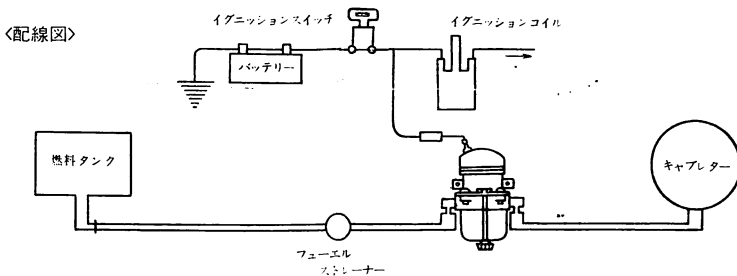 〈配線図〉
イグニッションスイッチ
イグニッションコイル
バッテリー
燃料タンク
キャブレター
フューエル
ストレーナー